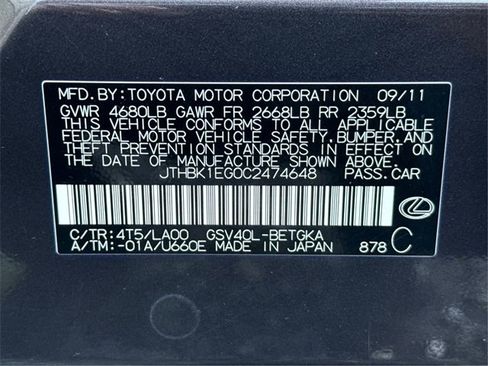 MFD.BY:TOYOTA MOTOR CORPORATION 09/11
GVWR 4680LB GAWR FR 2668LB RR 2359LB
THIS VEHICLE CONFORMS TO ALL APPLICABLE
FEDERAL MOTOR VEHICLE SAFETY,BUMPER,AND
THEFT PREVENTION STANDARDS IN EFFECT ON
THE DATE OF MANUFACTURE SHOWN ABOVE.
JTHBK1EG0C2474648 PASS.CAR
C/TR:4T5/LA00 GSV40L-BETGKA
A/TM:-01A/U660E MADE IN JAPAN 878 C